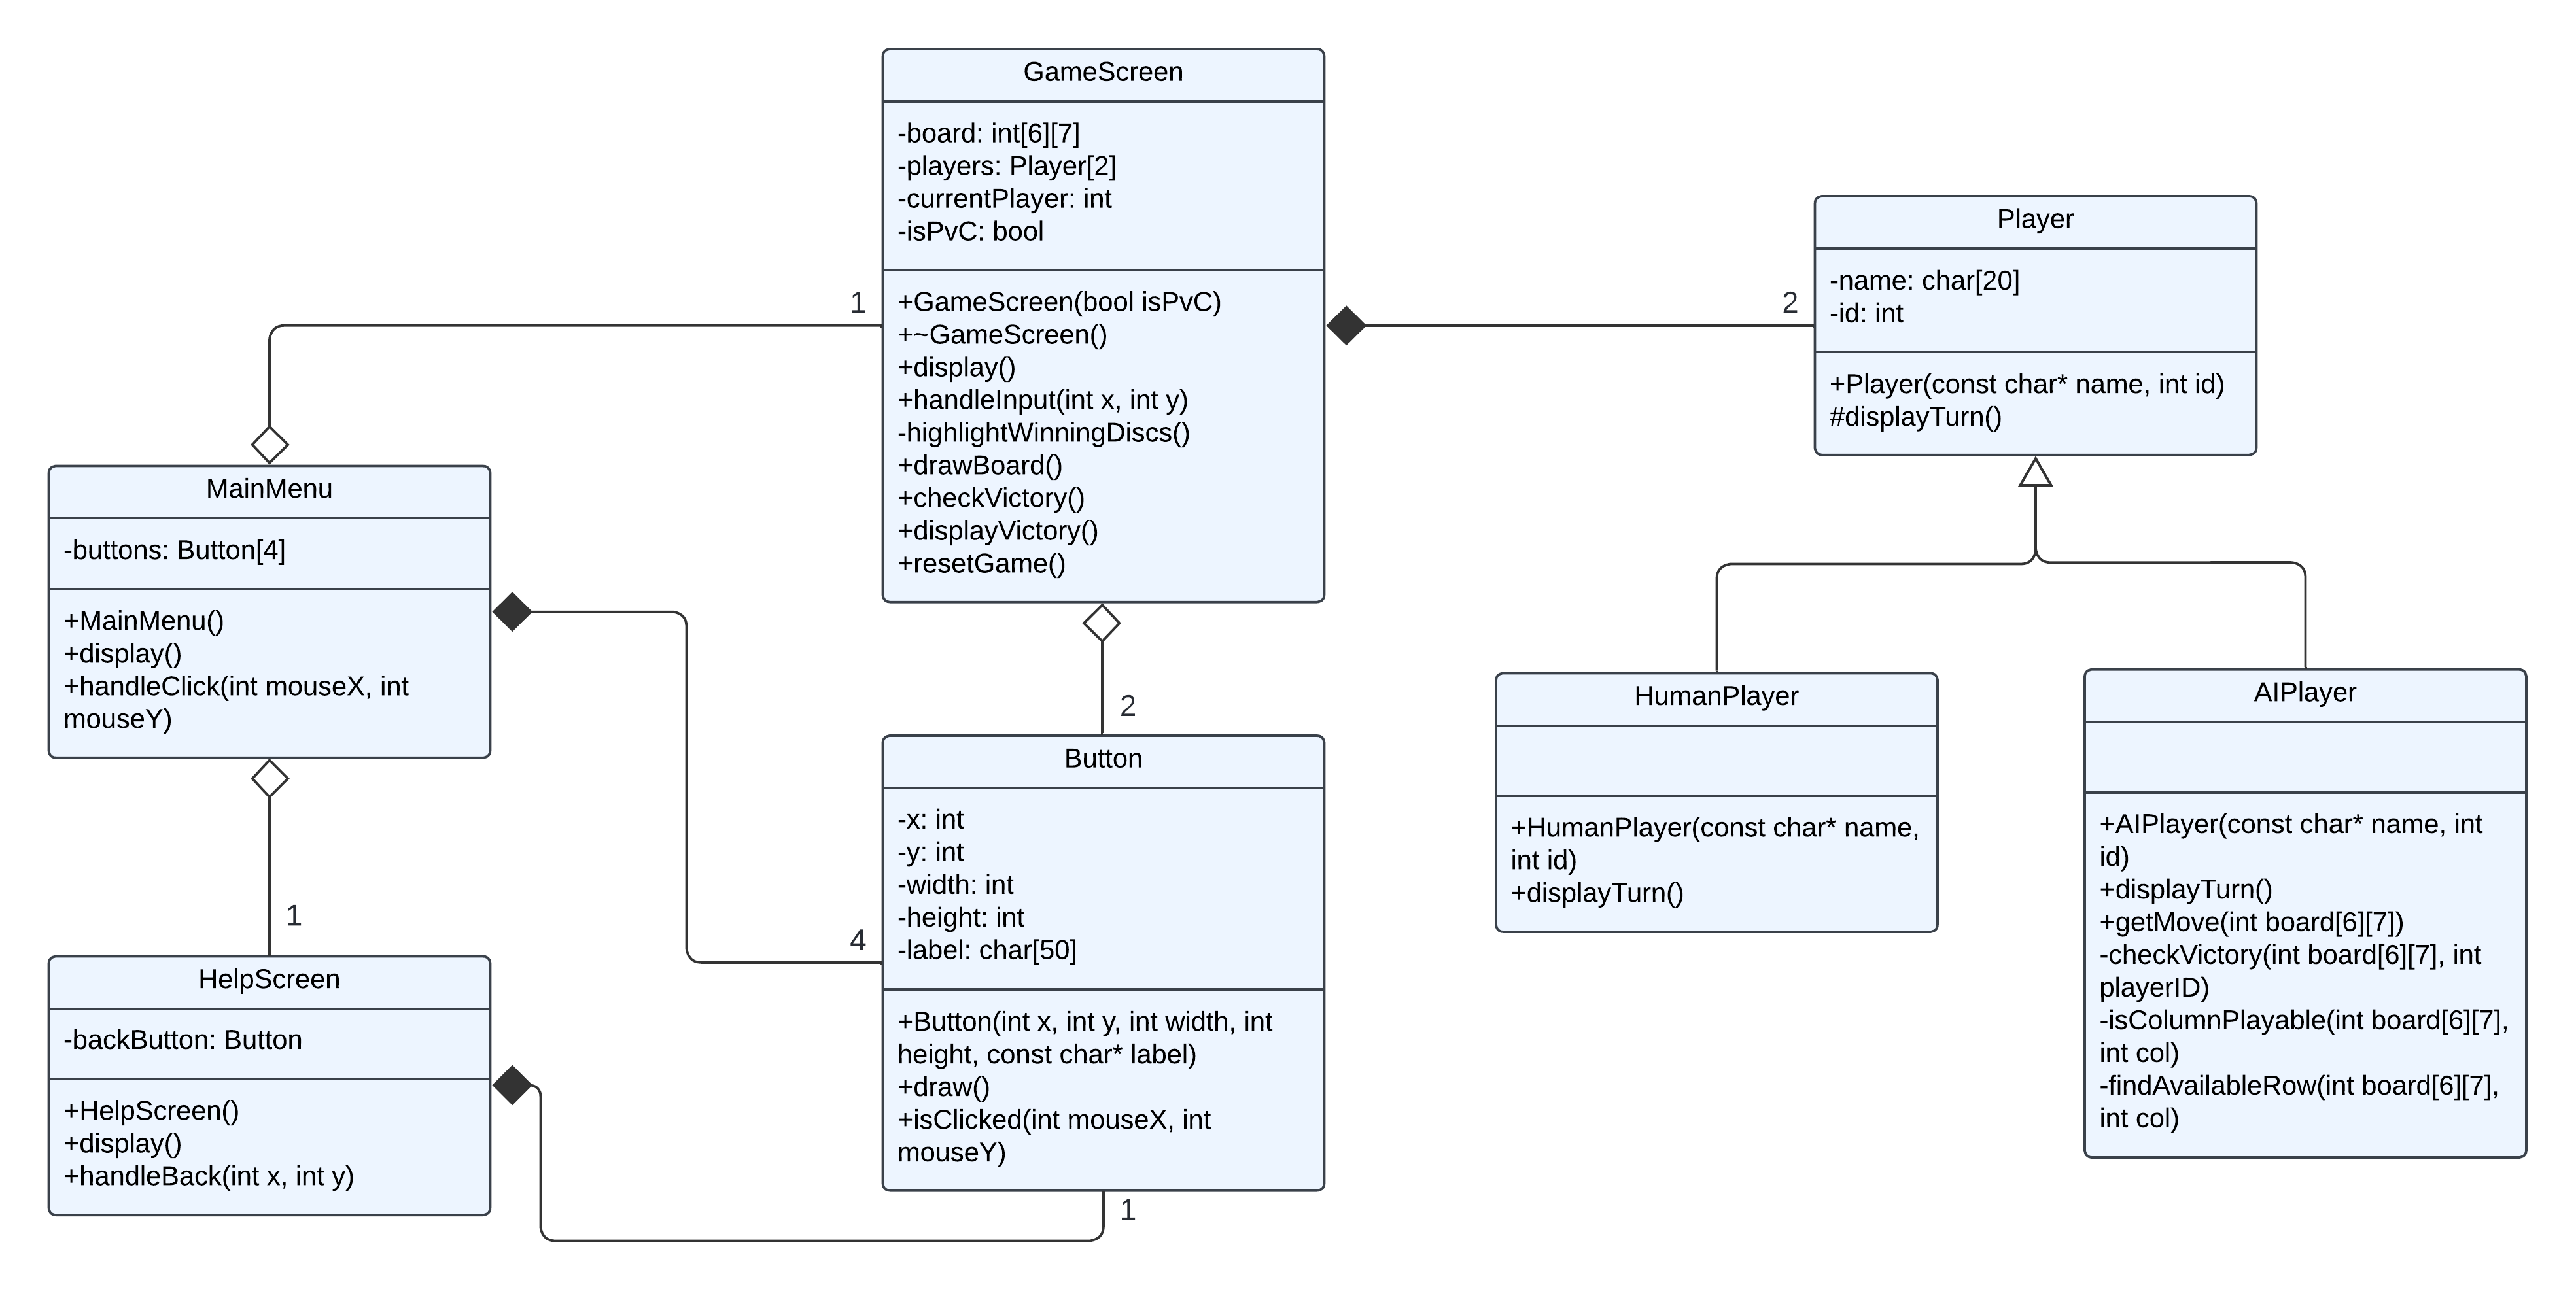 GameScreen
-board: int[6][7]
-players: Player[2]
-currentPlayer: int
-isPvC: bool
+GameScreen(bool isPvC)
+~GameScreen()
+display()
+handleInput(int x, int y)
-highlightWinningDiscs()
+drawBoard()
+checkVictory()
+displayVictory()
+resetGame()
1
2
Player
-name: char[20]
-id: int
+Player(const char* name, int id)
#displayTurn()
MainMenu
-buttons: Button[4]
+MainMenu()
+display()
+handleClick(int mouseX, int
mouseY)
2
4
1
Button
-x: int
-y: int
-width: int
-height: int
-label: char[50]
+Button(int x, int y, int width, int
height, const char* label)
+draw()
+isClicked(int mouseX, int
mouseY)
1
HelpScreen
-backButton: Button
+HelpScreen()
+display()
+handleBack(int x, int y)
HumanPlayer
+HumanPlayer(const char* name,
int id)
+displayTurn()
AIPlayer
+AIPlayer(const char* name, int
id)
+displayTurn()
+getMove(int board[6][7])
-checkVictory(int board[6][7], int
playerID)
-isColumnPlayable(int board[6][7],
int col)
-findAvailableRow(int board[6][7],
int col)